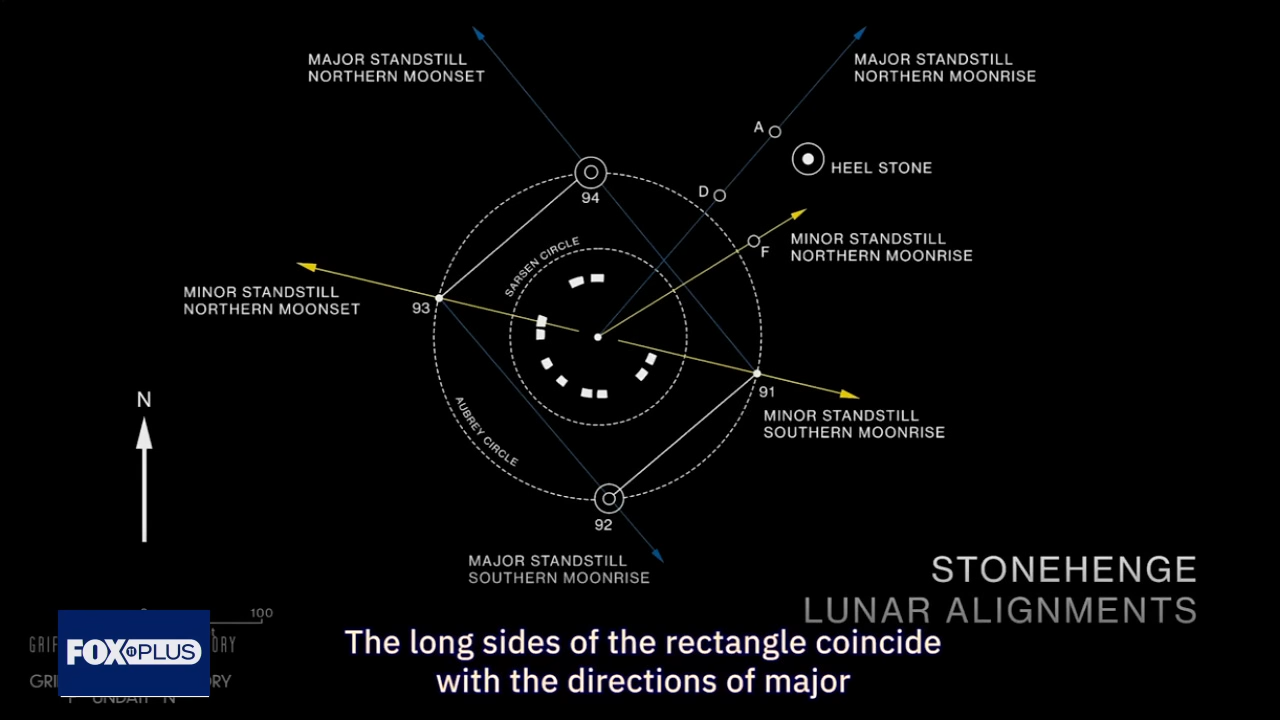 MAJOR STANDSTILL
NORTHERN MOONSET
MAJOR STANDSTILL
NORTHERN MOONRISE
A
HEEL STONE
D
94
SARSEN CIRCLE
F
MINOR STANDSTILL
NORTHERN MOONRISE
MINOR STANDSTILL
NORTHERN MOONSET
93
91
MINOR STANDSTILL
SOUTHERN MOONRISE
N
AUBREY CIRCLE
92
MAJOR STANDSTILL
SOUTHERN MOONRISE
STONEHENGE
LUNAR ALIGNMENTS
100
FOX 11 PLUS
The long sides of the rectangle coincide
with the directions of major